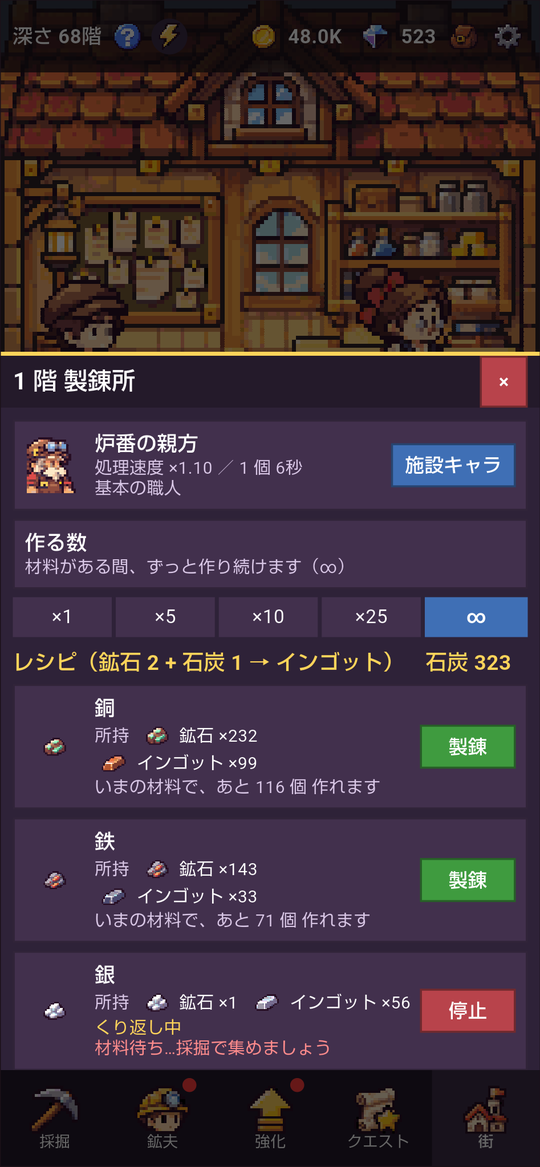 深さ 68階 ? 48.0K 523
1 階 製錬所 ×
炉番の親方
処理速度 ×1.10 ／ 1 個 6秒
基本の職人
施設キャラ
作る数
材料がある間、ずっと作り続けます（∞）
×1 ×5 ×10 ×25 ∞
レシピ（鉱石 2 + 石炭 1 → インゴット） 石炭 323
銅
所持 鉱石 ×232
インゴット ×99
いまの材料で、あと 116 個 作れます
製錬
鉄
所持 鉱石 ×143
インゴット ×33
いまの材料で、あと 71 個 作れます
製錬
銀
所持 鉱石 ×1 インゴット ×56
くり返し中
材料待ち…採掘で集めましょう
停止
採掘 鉱夫 強化 クエスト 街